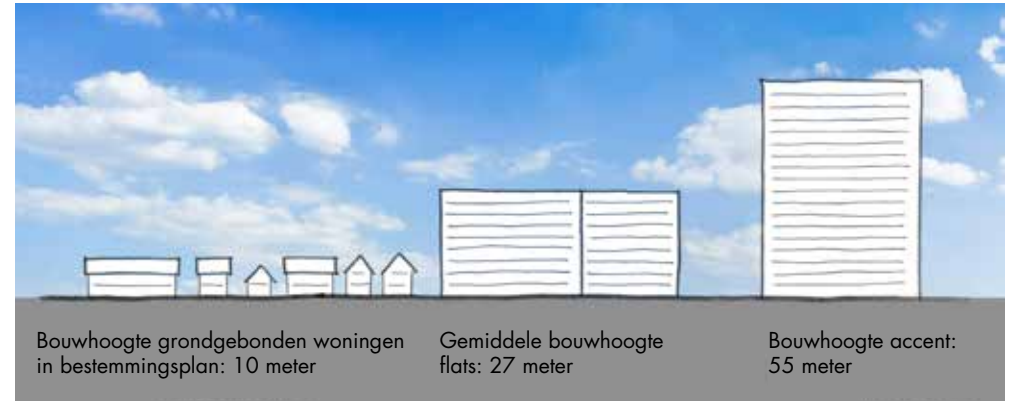 Bouwhoogte grondgebonden woningen
in bestemmingsplan: 10 meter
Gemiddele bouwhoogte
flats: 27 meter
Bouwhoogte accent:
55 meter